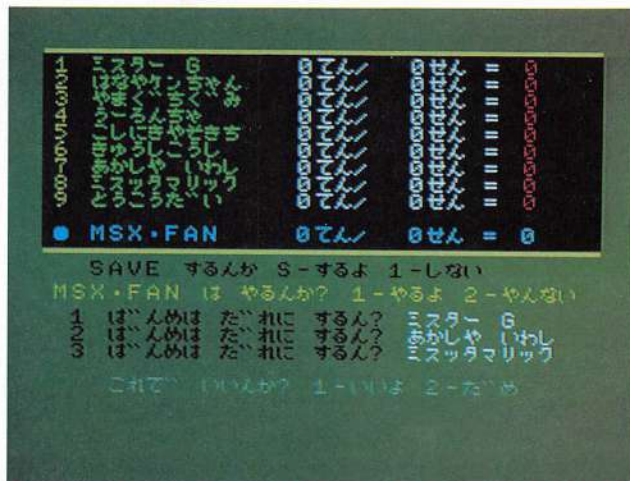 1 ミスター G 0てん/ 0せん = 0
2 はなやケンちゃん 0てん/ 0せん = 0
3 やまぐちぐみ 0てん/ 0せん = 0
4 うころんちゃ 0てん/ 0せん = 0
5 こしにきやぞきち 0てん/ 0せん = 0
6 きゅうしこうし 0てん/ 0せん = 0
7 あかしや いわし 0てん/ 0せん = 0
8 ミスッタマリック 0てん/ 0せん = 0
9 とうこうだい 0てん/ 0せん = 0
● MSX・FAN 0てん/ 0せん = 0
SAVE するんか S-するよ 1-しない
MSX・FAN は やるんか? 1-やるよ 2-やんない
1 ばんめは だれに するん? ミスター G
2 ばんめは だれに するん? あかしや いわし
3 ばんめは だれに するん? ミスッタマリック
これで いいんか? 1-いいよ 2-だめ